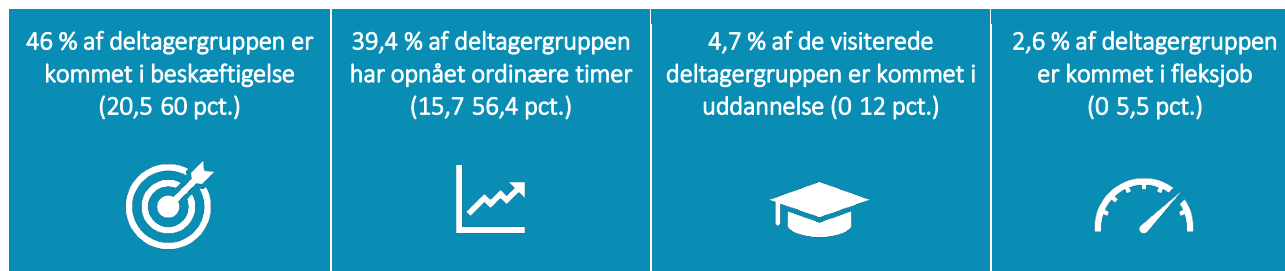 46 % af deltagergruppen er
kommet i beskæftigelse
(20,5 60 pct.)
39,4 % af deltagergruppen
har opnået ordinære timer
(15,7 56,4 pct.)
4,7 % af de visiterede
deltagergruppen er kommet i
uddannelse (0 12 pct.)
2,6 % af deltagergruppen
er kommet i fleksjob
(0 5,5 pct.)